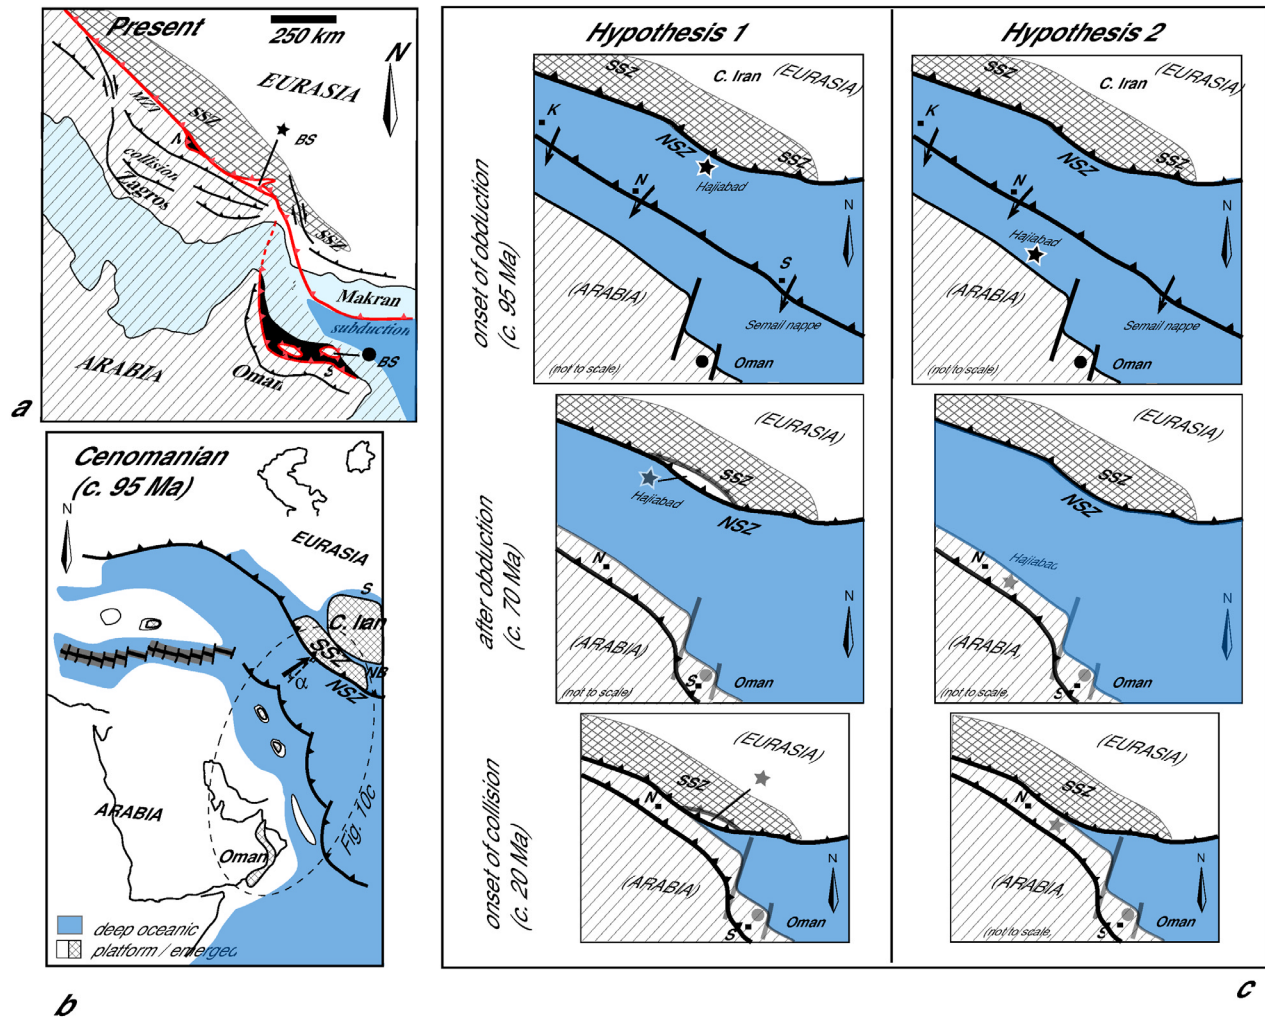 Present
250 km
N
EURASIA
MZT
SSZ
BS
N
collision
Zagros
SSZ
Makran
subduction
ARABIA
Oman
S
BS
a
Cenomanian
(c. 95 Ma)
N
EURASIA
S
C. Iran
SSZ
NB
α
NSZ
ARABIA
Oman
Fig. 10c
deep oceanic
platform / emerged
b
Hypothesis 1
Hypothesis 2
onset of obduction
(c. 95 Ma)
SSZ
C. Iran
(EURASIA)
K
NSZ
SSZ
Hajiabad
N
N
S
(ARABIA)
Semail nappe
Oman
(not to scale)
SSZ
(EURASIA)
C. Iran
K
NSZ
SSZ
N
N
Hajiabad
(ARABIA)
Semail nappe
Oman
(not to scale)
after obduction
(c. 70 Ma)
(EURASIA)
SSZ
Hajiabad
NSZ
N
N
(ARABIA)
S
Oman
(not to scale)
(EURASIA)
SSZ
NSZ
N
Hajiabad
N
(ARABIA,
S
Oman
(not to scale,
onset of collision
(c. 20 Ma)
(EURASIA)
SSZ
N
N
(ARABIA)
Oman
S
(EURASIA)
SSZ
N
N
(ARABIA,
Oman
S
(not to scale,
c